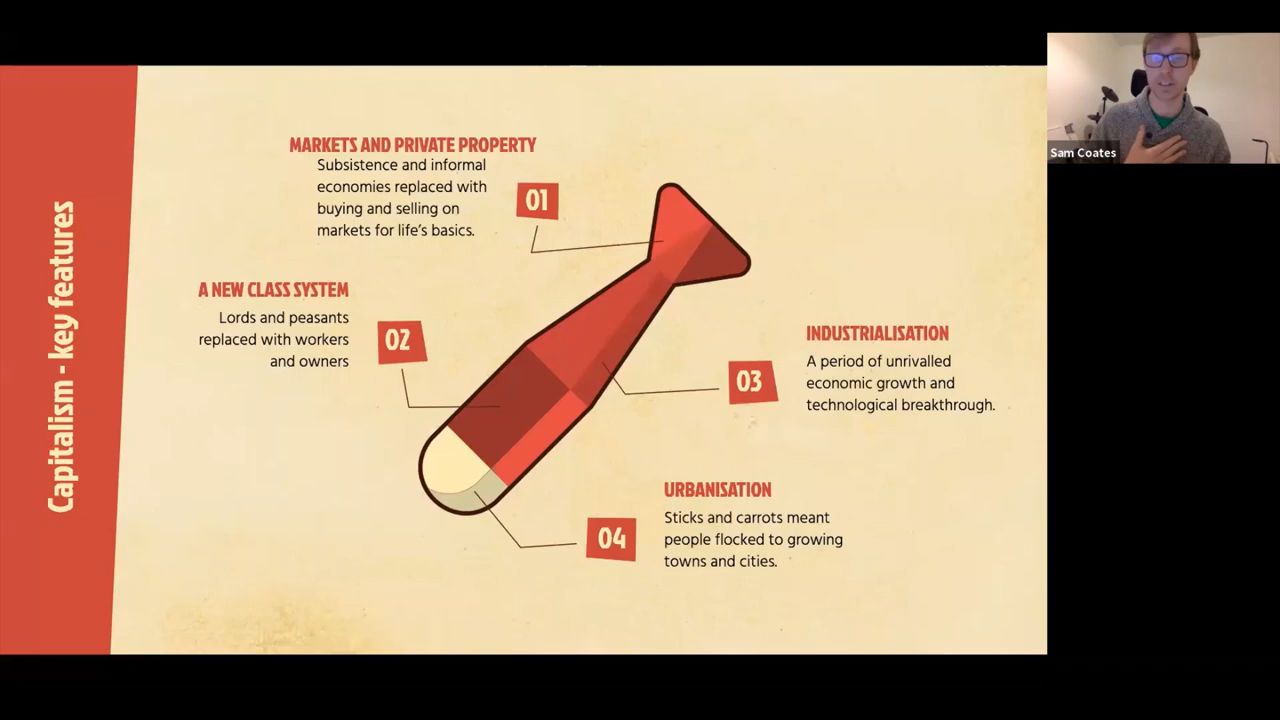 Capitalism - key features
MARKETS AND PRIVATE PROPERTY
Subsistence and informal
economies replaced with
buying and selling on
markets for life's basics.
01
A NEW CLASS SYSTEM
Lords and peasants
replaced with workers
and owners
02
03
INDUSTRIALISATION
A period of unrivalled
economic growth and
technological breakthrough.
04
URBANISATION
Sticks and carrots meant
people flocked to growing
towns and cities.
Sam Coates